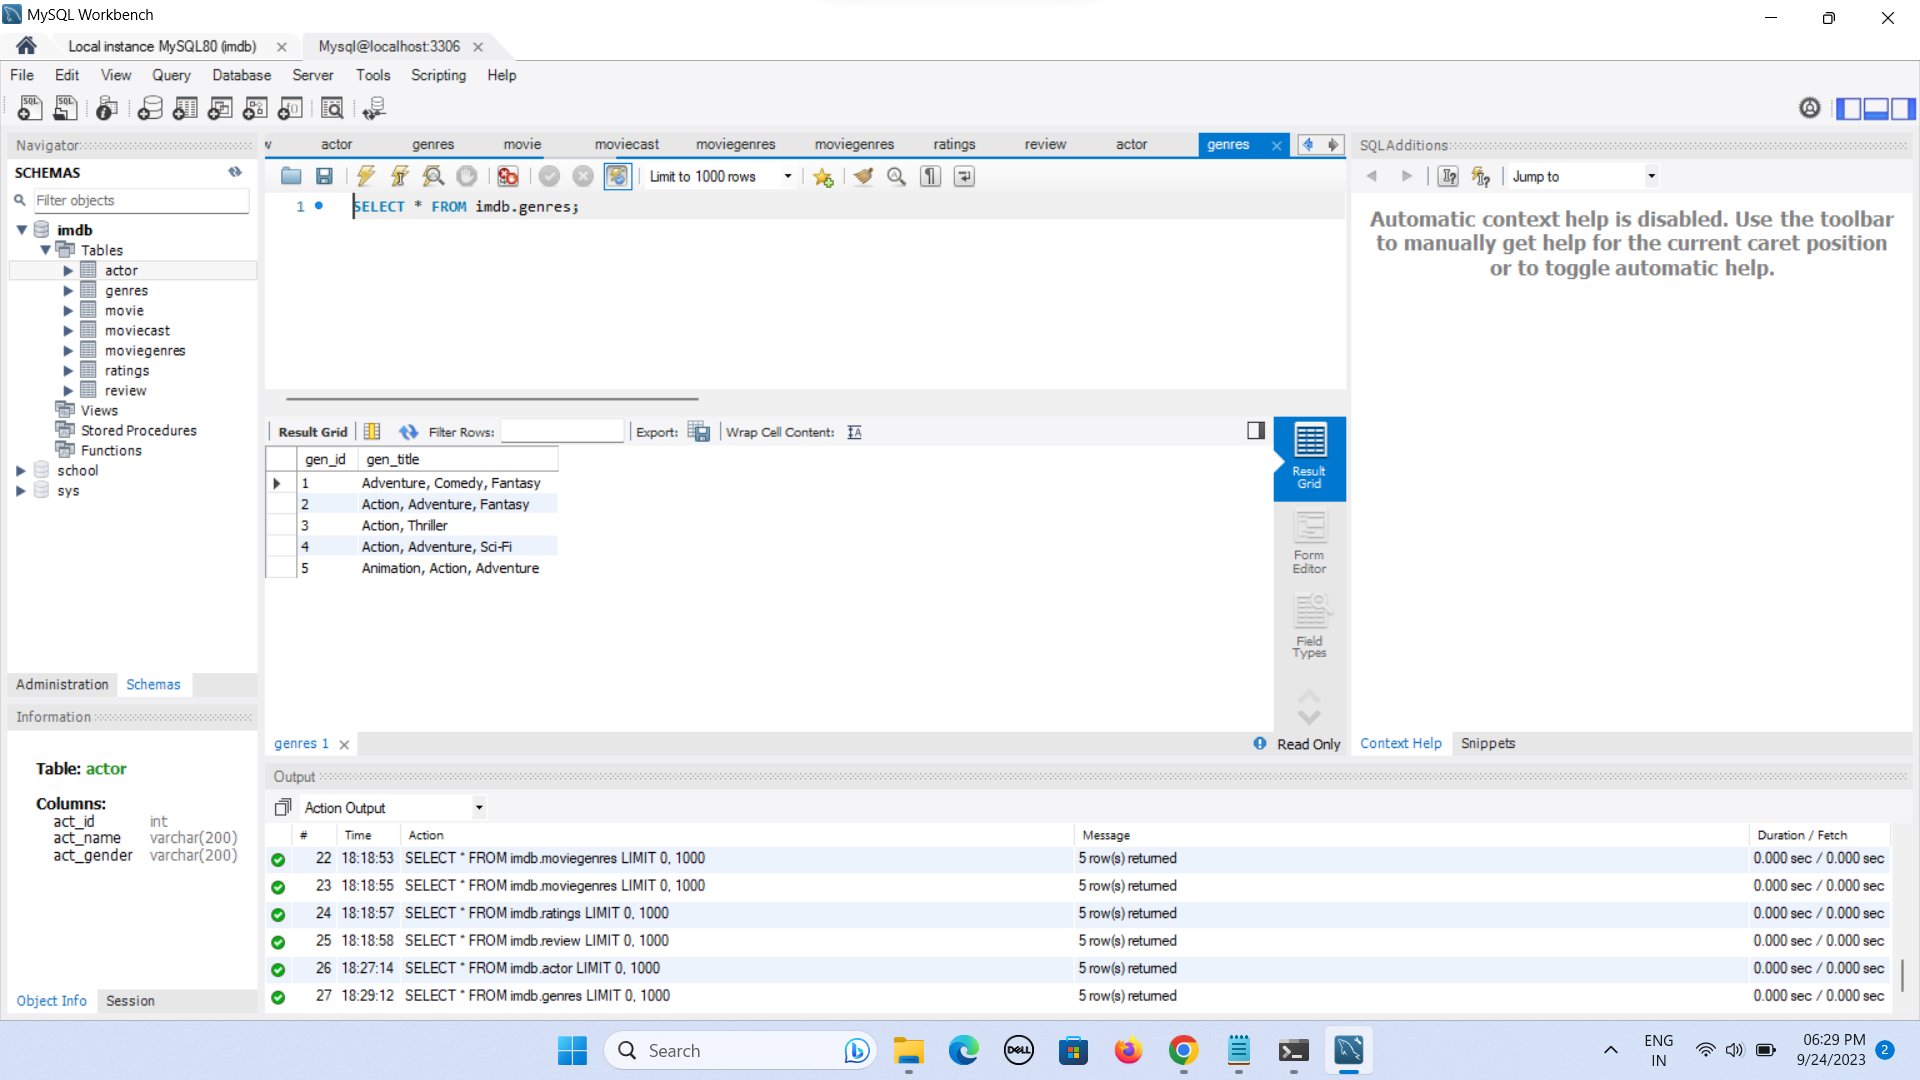 MySQL Workbench
Local instance MySQL80 (imdb)
Mysql@localhost:3306
File Edit View Query Database Server Tools Scripting Help
Navigator
SCHEMAS
Filter objects
imdb
Tables
actor
genres
movie
moviecast
moviegenres
ratings
review
Views
Stored Procedures
Functions
school
sys
Administration Schemas
Information
Table: actor
Columns:
act_id int
act_name varchar(200)
act_gender varchar(200)
Object Info Session
w actor genres movie moviecast moviegenres moviegenres ratings review actor genres
Limit to 1000 rows
1 SELECT * FROM imdb.genres;
Result Grid Filter Rows: Export: Wrap Cell Content:
gen_id gen_title
1 Adventure, Comedy, Fantasy
2 Action, Adventure, Fantasy
3 Action, Thriller
4 Action, Adventure, Sci-Fi
5 Animation, Action, Adventure
Result Grid
Form Editor
Field Types
genres 1
Read Only
SQLAdditions
Jump to
Automatic context help is disabled. Use the toolbar
to manually get help for the current caret position
or to toggle automatic help.
Context Help Snippets
Output
Action Output
# Time Action Message Duration / Fetch
22 18:18:53 SELECT * FROM imdb.moviegenres LIMIT 0, 1000 5 row(s) returned 0.000 sec / 0.000 sec
23 18:18:55 SELECT * FROM imdb.moviegenres LIMIT 0, 1000 5 row(s) returned 0.000 sec / 0.000 sec
24 18:18:57 SELECT * FROM imdb.ratings LIMIT 0, 1000 5 row(s) returned 0.000 sec / 0.000 sec
25 18:18:58 SELECT * FROM imdb.review LIMIT 0, 1000 5 row(s) returned 0.000 sec / 0.000 sec
26 18:27:14 SELECT * FROM imdb.actor LIMIT 0, 1000 5 row(s) returned 0.000 sec / 0.000 sec
27 18:29:12 SELECT * FROM imdb.genres LIMIT 0, 1000 5 row(s) returned 0.000 sec / 0.000 sec
Search
DELL
ENG
IN
06:29 PM
9/24/2023
2